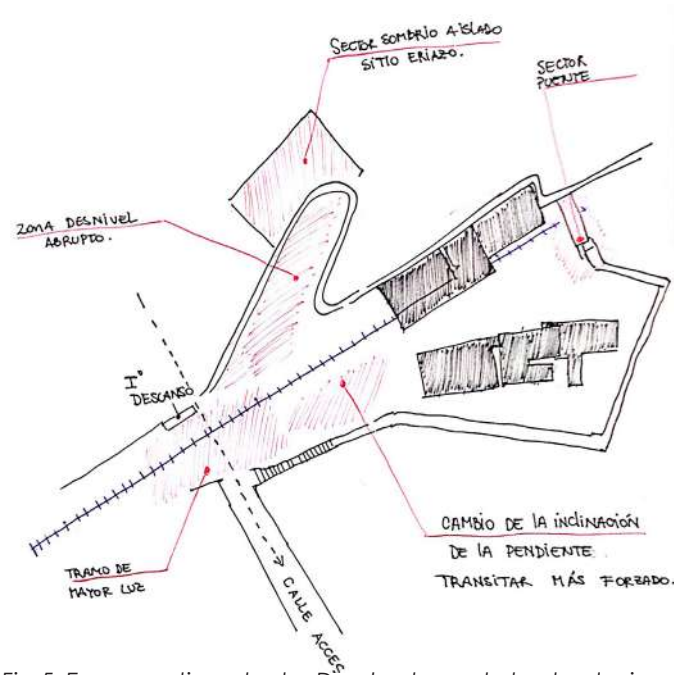 SECTOR SOMBRIO AISLADO
SITIO ERIAZO.
SECTOR
PUENTE
ZONA DESNIVEL
ABRUPTO.
I°
DESCANSO
CAMBIO DE LA INCLINACIÓN
DE LA PENDIENTE.
TRANSITAR MÁS FORZADO.
TRAMO DE
MAYOR LUZ
CALLE ACCES